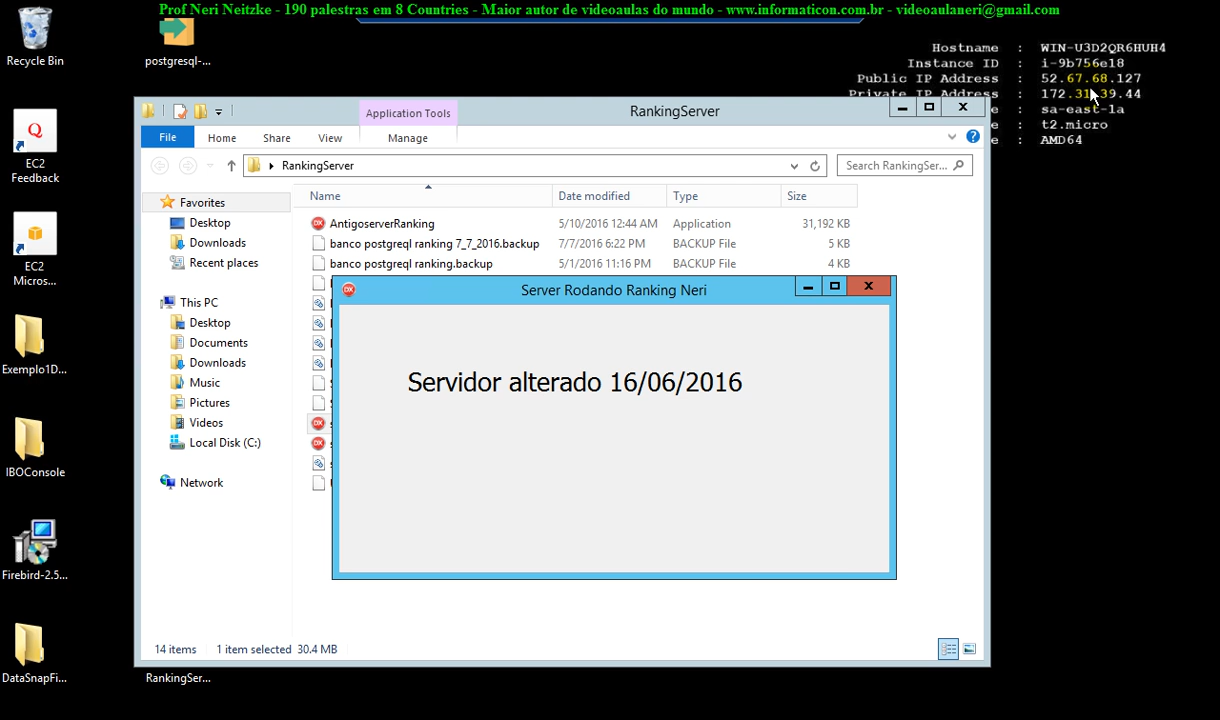 Prof Neri Neitzke - 190 palestras em 8 Countries - Maior autor de videoaulas do mundo - www.informaticon.com.br - videoaulaneri@gmail.com
Recycle Bin
postgresql-...
Hostname : WIN-U3D2QR6HUH4
Instance ID : i-9b756e18
Public IP Address : 52.67.68.127
Private IP Address : 172.31.39.44
: sa-east-1a
: t2.micro
: AMD64
EC2
Feedback
EC2
Micros...
Exemplo1D...
IBOConsole
Firebird-2.5...
DataSnapFi...
RankingSer...
Application Tools
RankingServer
File
Home
Share
View
Manage
RankingServer
Search RankingSer...
Favorites
Desktop
Downloads
Recent places
This PC
Desktop
Documents
Downloads
Music
Pictures
Videos
Local Disk (C:)
Network
Name Date modified Type Size
AntigoserverRanking 5/10/2016 12:44 AM Application 31,192 KB
banco postgreql ranking 7_7_2016.backup 7/7/2016 6:22 PM BACKUP File 5 KB
banco postgreql ranking.backup 5/1/2016 11:16 PM BACKUP File 4 KB
Server Rodando Ranking Neri
Servidor alterado 16/06/2016
14 items 1 item selected 30.4 MB